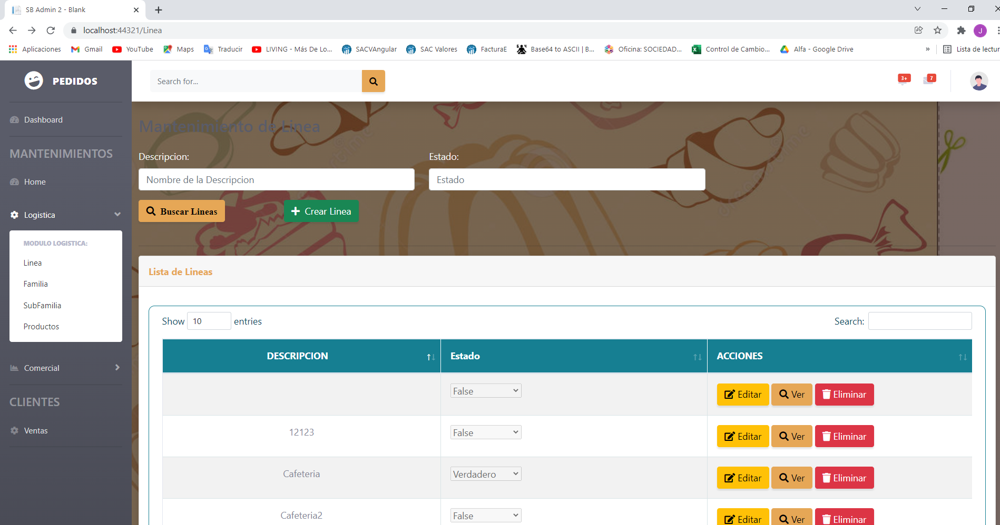 SB Admin 2 - Blank
localhost:44321/Linea
Aplicaciones Gmail YouTube Maps Traducir LIVING - Más De Lo... SACVAngular SAC Valores FacturaE Base64 to ASCII | B... Oficina: SOCIEDAD... Control de Cambio... Alfa - Google Drive » Lista de lectur
J
PEDIDOS
Search for...
3+
7
Dashboard
MANTENIMIENTOS
Home
Logistica
MODULO LOGISTICA:
Linea
Familia
SubFamilia
Productos
Comercial
CLIENTES
Ventas
Mantenimiento de Linea
Descripcion: Estado:
Nombre de la Descripcion Estado
Buscar Lineas Crear Linea
Lista de Lineas
Show 10 entries Search:
DESCRIPCION Estado ACCIONES
False Editar Ver Eliminar
12123 False Editar Ver Eliminar
Cafeteria Verdadero Editar Ver Eliminar
Cafeteria2 False Editar Ver Eliminar